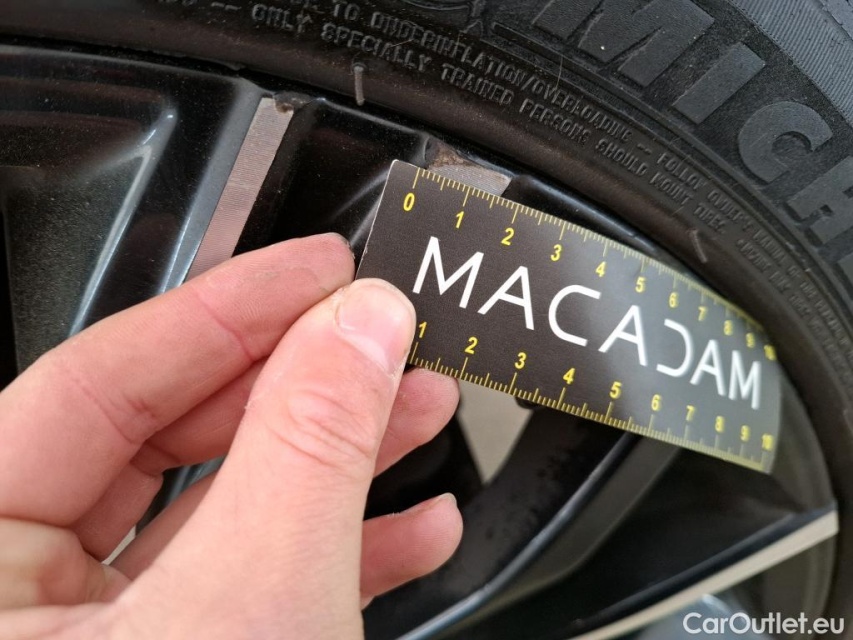 TO UNDERINFLATION/OVERLOADING -- FOLLOW
-- ONLY SPECIALLY TRAINED PERSONS SHOULD MOUNT TIRE
MICH
0 1 2 3 4 5 6 7 8 9 10
MACADAM
1 2 3 4 5 6 7 8 9 10
CarOutlet.eu